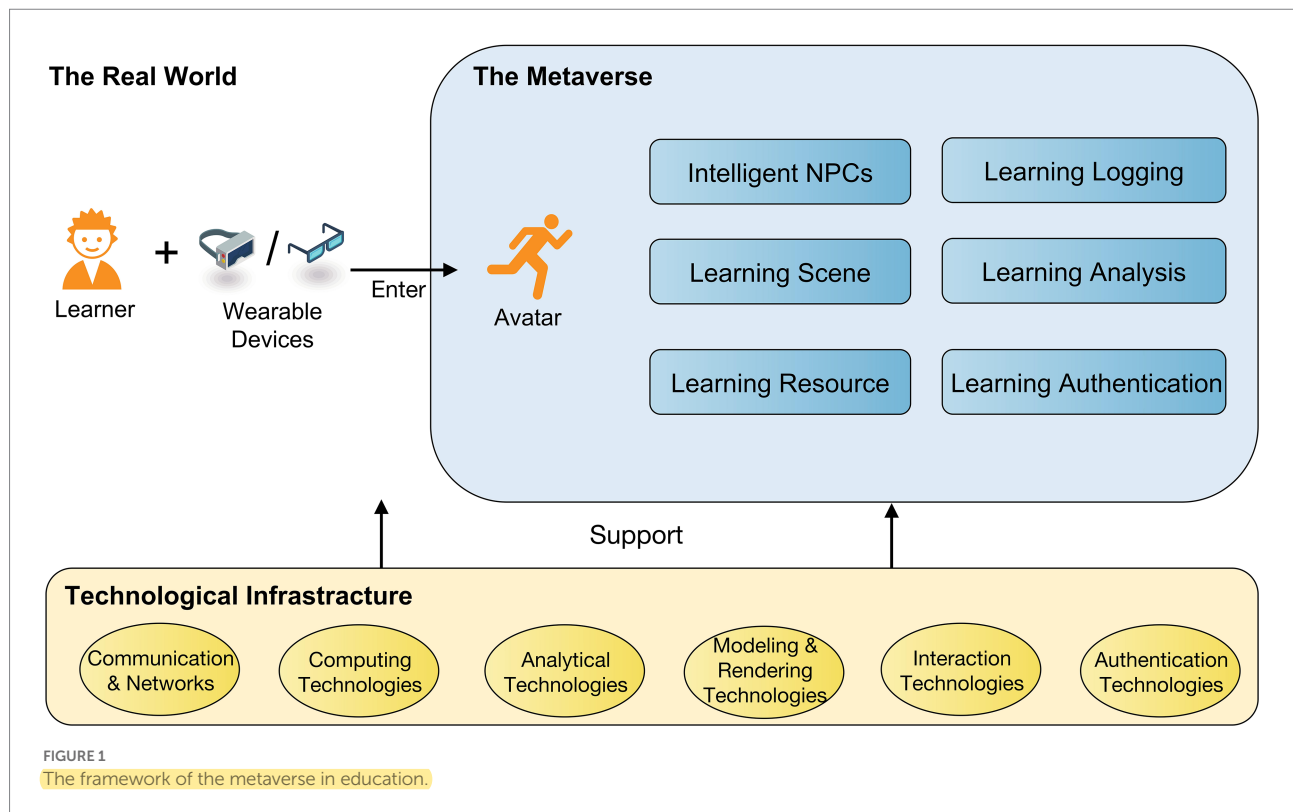 The Real World
The Metaverse
Learner
+
/
Wearable
Devices
Enter
Avatar
Intelligent NPCs
Learning Logging
Learning Scene
Learning Analysis
Learning Resource
Learning Authentication
Support
Technological Infrastracture
Communication
& Networks
Computing
Technologies
Analytical
Technologies
Modeling &
Rendering
Technologies
Interaction
Technologies
Authentication
Technologies
FIGURE 1
The framework of the metaverse in education.